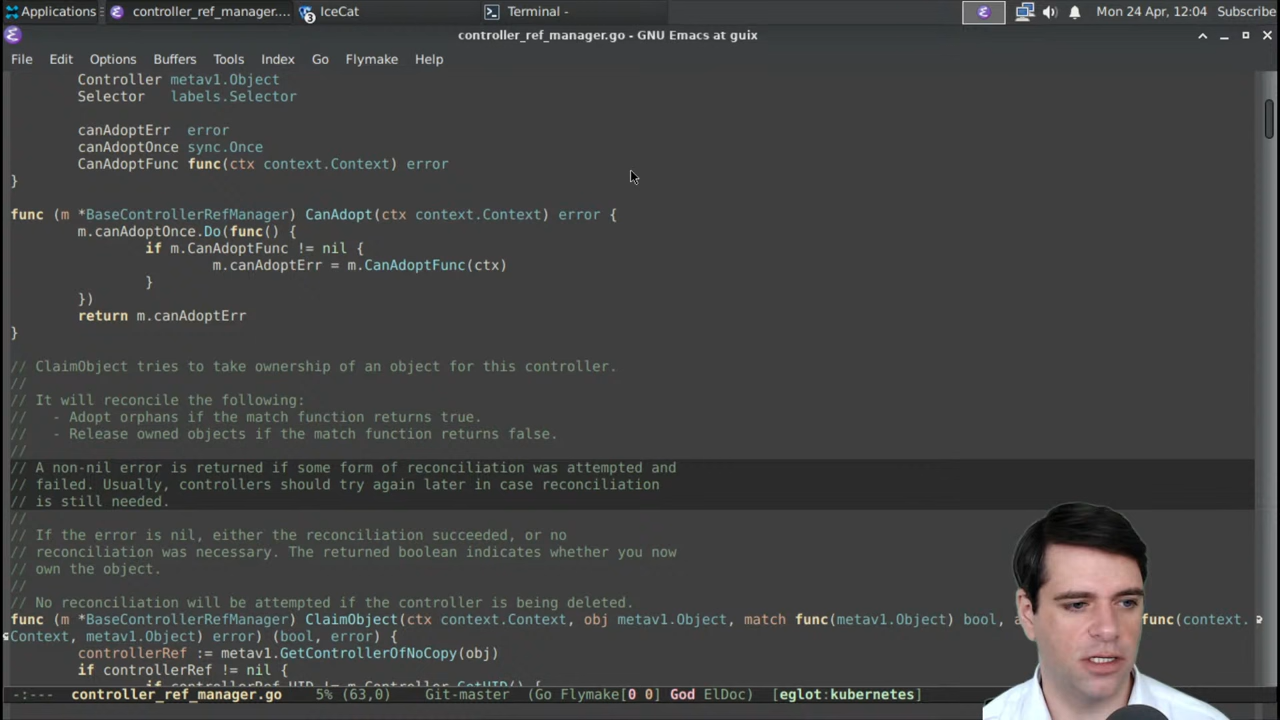 Applications
controller_ref_manager....
IceCat
3
Terminal -
Mon 24 Apr, 12:04
Subscribe
controller_ref_manager.go - GNU Emacs at guix
File Edit Options Buffers Tools Index Go Flymake Help
Controller metav1.Object
Selector labels.Selector
canAdoptErr error
canAdoptOnce sync.Once
CanAdoptFunc func(ctx context.Context) error
}
func (m *BaseControllerRefManager) CanAdopt(ctx context.Context) error {
m.canAdoptOnce.Do(func() {
if m.CanAdoptFunc != nil {
m.canAdoptErr = m.CanAdoptFunc(ctx)
}
})
return m.canAdoptErr
}
// ClaimObject tries to take ownership of an object for this controller.
//
// It will reconcile the following:
// - Adopt orphans if the match function returns true.
// - Release owned objects if the match function returns false.
//
// A non-nil error is returned if some form of reconciliation was attempted and
// failed. Usually, controllers should try again later in case reconciliation
// is still needed.
//
// If the error is nil, either the reconciliation succeeded, or no
// reconciliation was necessary. The returned boolean indicates whether you now
// own the object.
//
// No reconciliation will be attempted if the controller is being deleted.
func (m *BaseControllerRefManager) ClaimObject(ctx context.Context, obj metav1.Object, match func(metav1.Object) bool, a func(context.
Context, metav1.Object) error) (bool, error) {
controllerRef := metav1.GetControllerOfNoCopy(obj)
if controllerRef != nil {
if controllerRef.UID != m.Controller.GetUID() {
-:--- controller_ref_manager.go 5% (63,0) Git-master (Go Flymake[0 0] God ElDoc) [eglot:kubernetes]